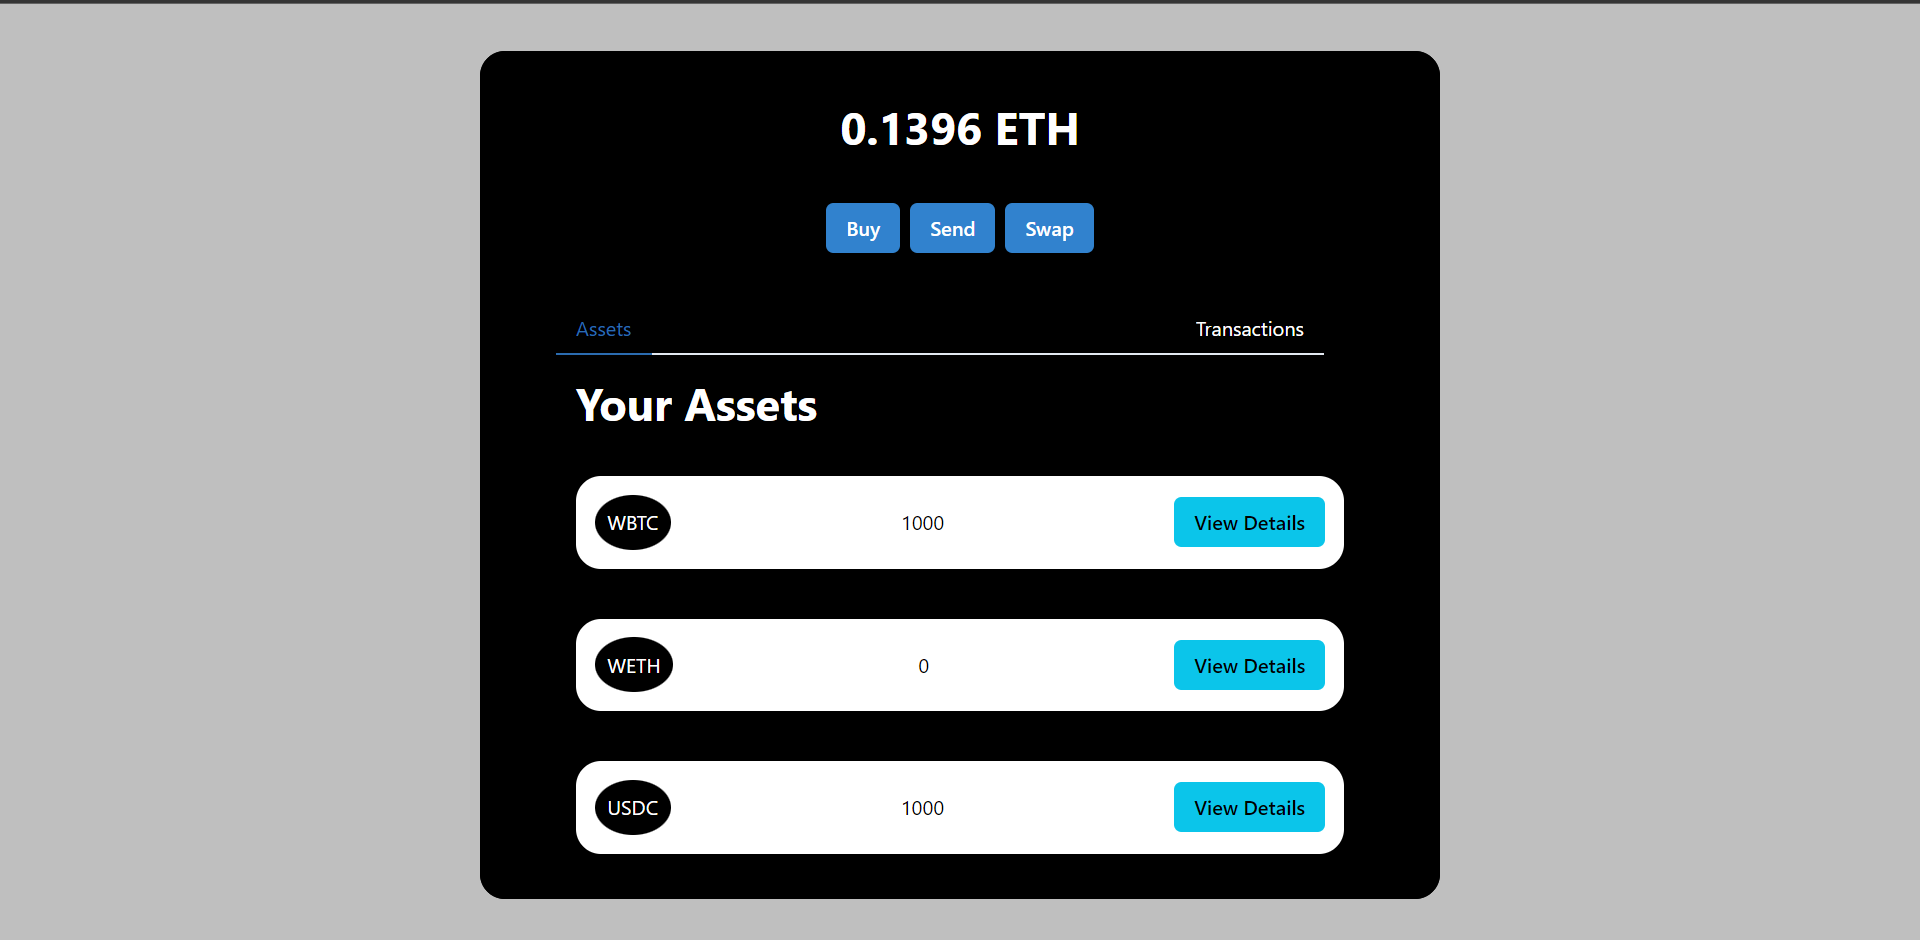 0.1396 ETH
Buy Send Swap
Assets Transactions
Your Assets
WBTC 1000 View Details
WETH 0 View Details
USDC 1000 View Details